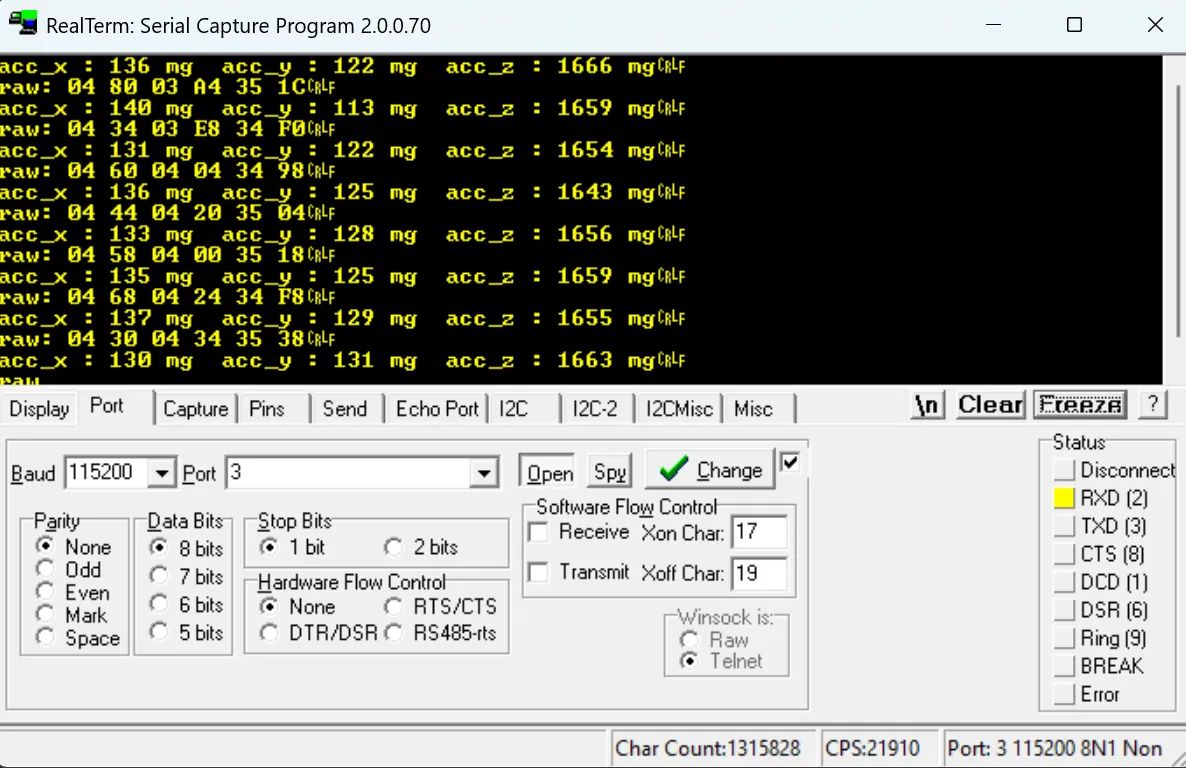 RealTerm: Serial Capture Program 2.0.0.70
acc_x : 136 mg  acc_y : 122 mg  acc_z : 1666 mgCRLF
raw: 04 80 03 A4 35 1CCRLF
acc_x : 140 mg  acc_y : 113 mg  acc_z : 1659 mgCRLF
raw: 04 34 03 E8 34 F0CRLF
acc_x : 131 mg  acc_y : 122 mg  acc_z : 1654 mgCRLF
raw: 04 60 04 04 34 98CRLF
acc_x : 136 mg  acc_y : 125 mg  acc_z : 1643 mgCRLF
raw: 04 44 04 20 35 04CRLF
acc_x : 133 mg  acc_y : 128 mg  acc_z : 1656 mgCRLF
raw: 04 58 04 00 35 18CRLF
acc_x : 135 mg  acc_y : 125 mg  acc_z : 1659 mgCRLF
raw: 04 68 04 24 34 F8CRLF
acc_x : 137 mg  acc_y : 129 mg  acc_z : 1655 mgCRLF
raw: 04 30 04 34 35 38CRLF
acc_x : 130 mg  acc_y : 131 mg  acc_z : 1663 mgCRLF
raw
Display Port Capture Pins Send Echo Port I2C I2C-2 I2CMisc Misc \n Clear Freeze ?
Baud 115200 Port 3 Open Spy Change
Parity
None
Odd
Even
Mark
Space
Data Bits
8 bits
7 bits
6 bits
5 bits
Stop Bits
1 bit 2 bits
Hardware Flow Control
None RTS/CTS
DTR/DSR RS485-rts
Software Flow Control
Receive Xon Char: 17
Transmit Xoff Char: 19
Winsock is:
Raw
Telnet
Status
Disconnect
RXD (2)
TXD (3)
CTS (8)
DCD (1)
DSR (6)
Ring (9)
BREAK
Error
Char Count:1315828 CPS:21910 Port: 3 115200 8N1 Non